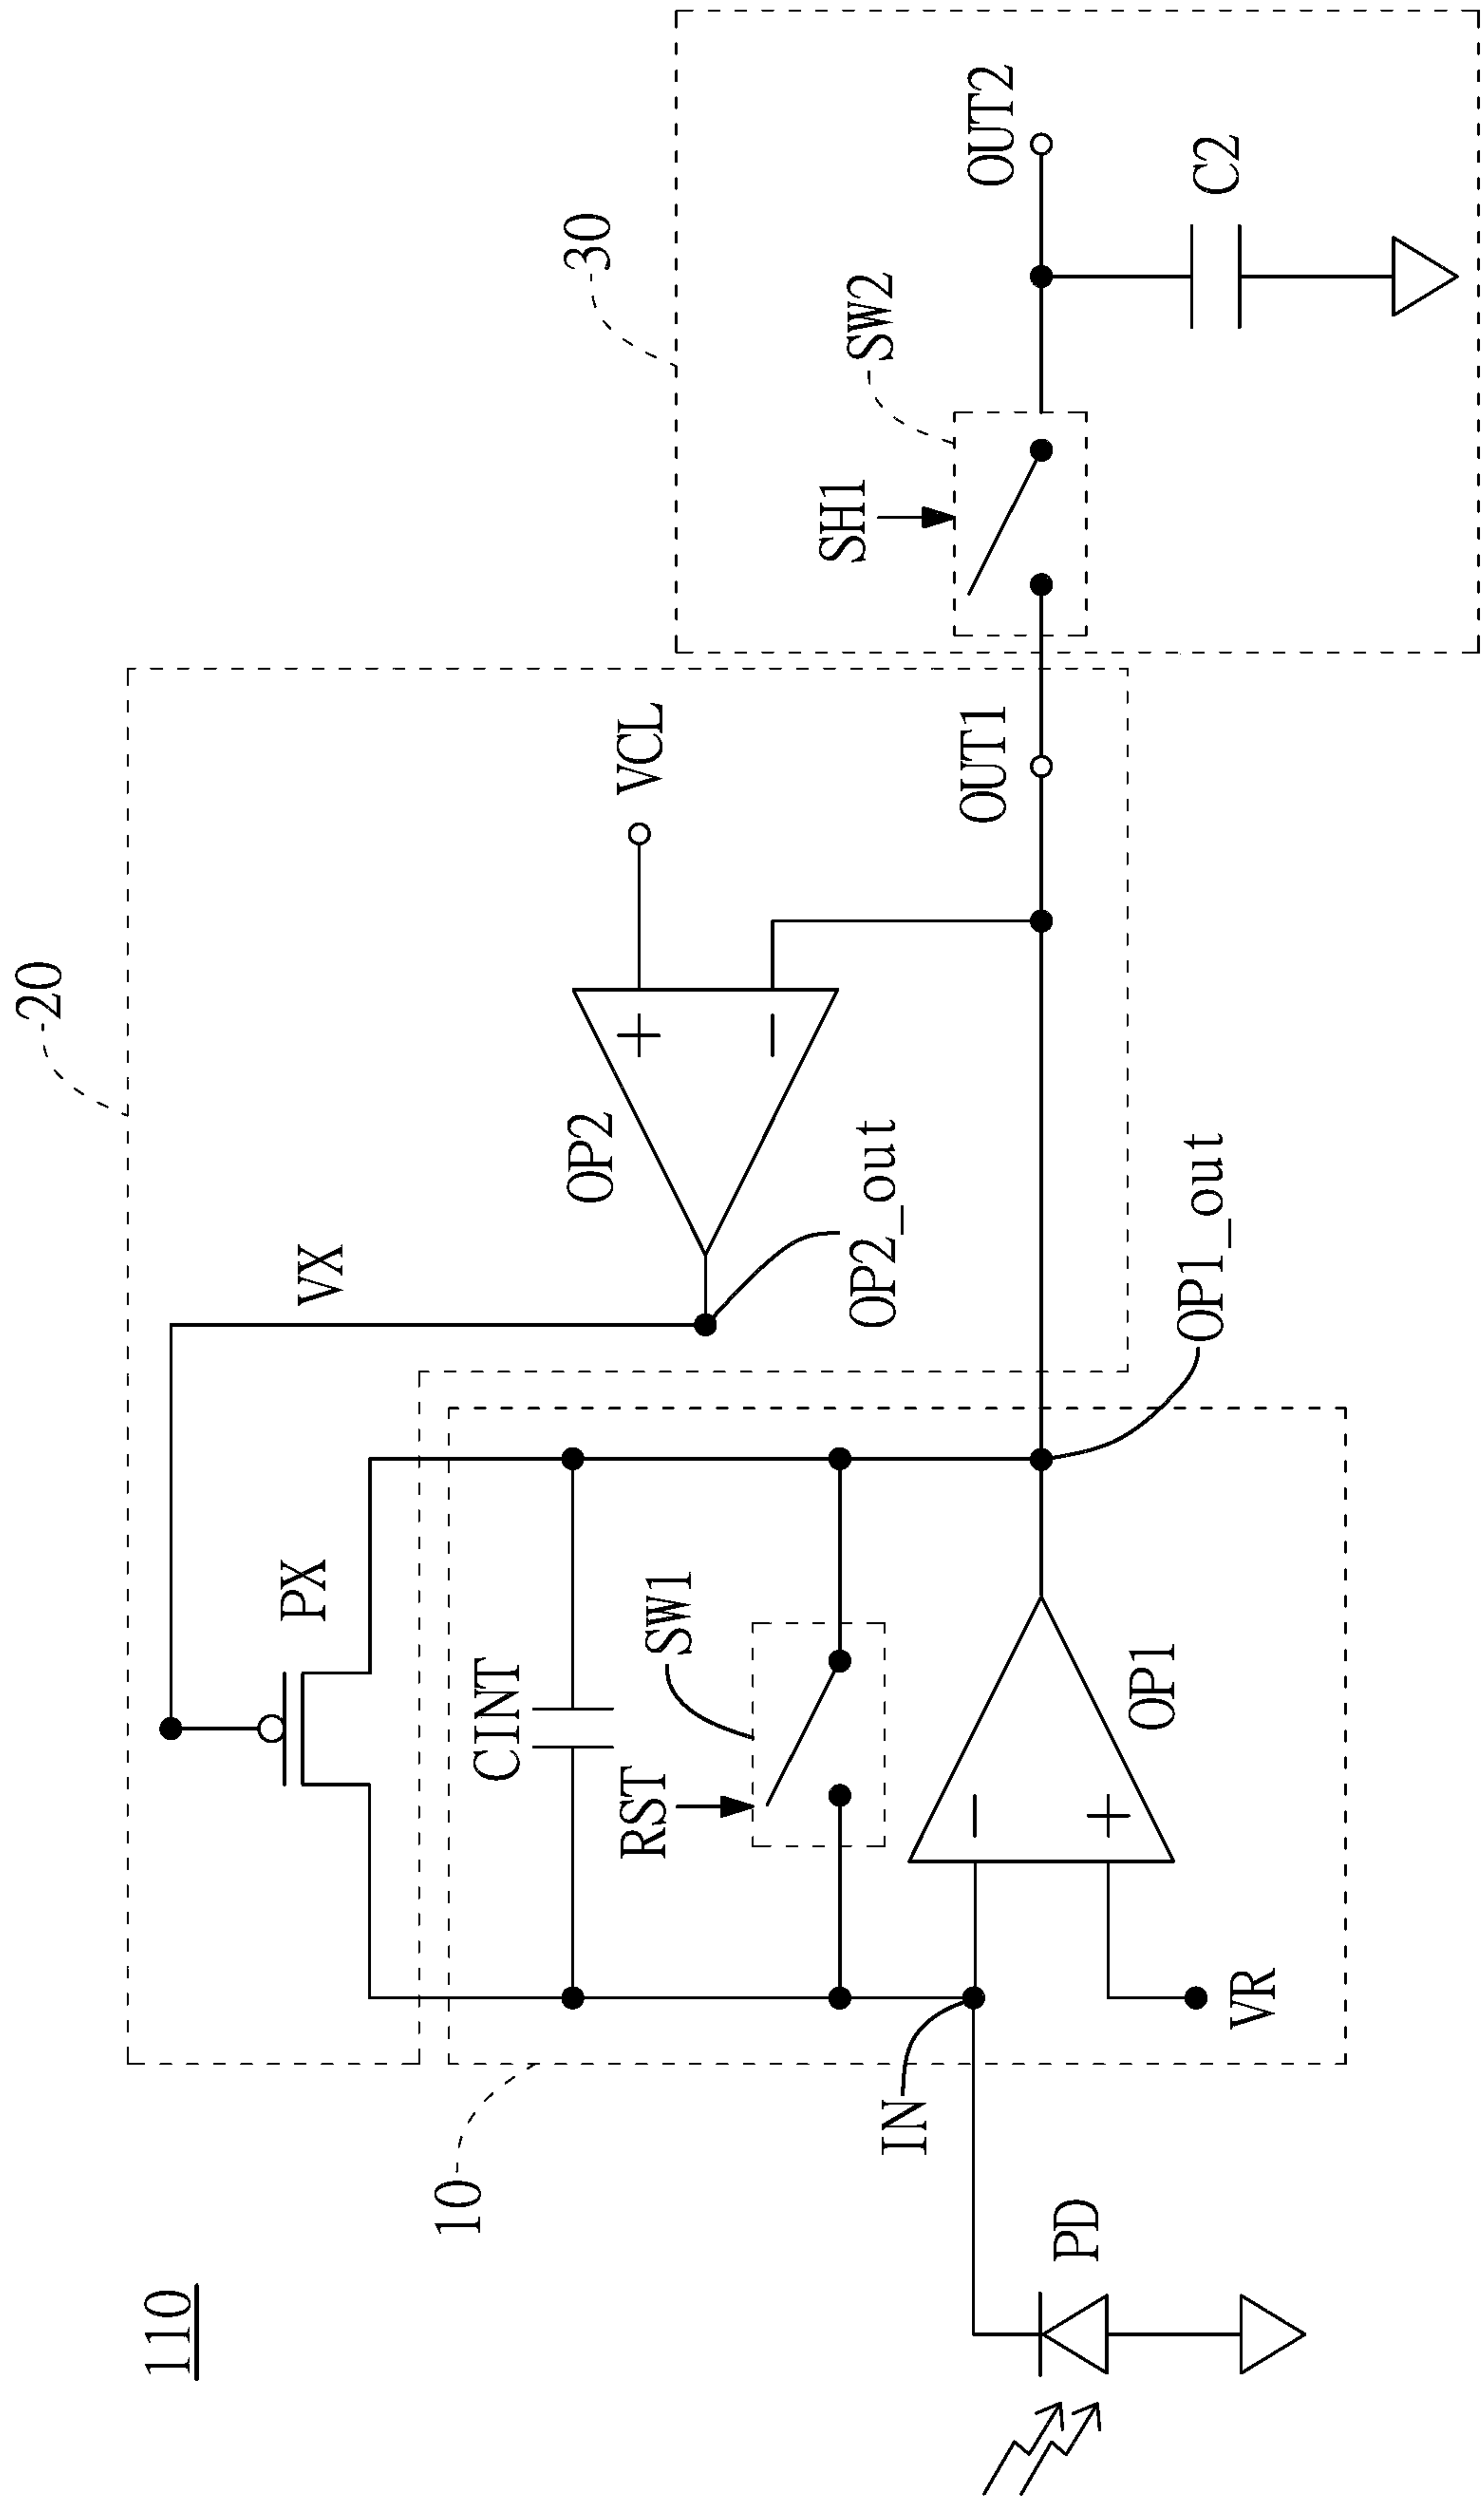 110
20
VX
PX
30
VCL
OP2
CINT
SW1
RST
SW2
SH1
OP2_out
OUT1
OUT2
10
IN
OP1
OP1_out
C2
PD
VR